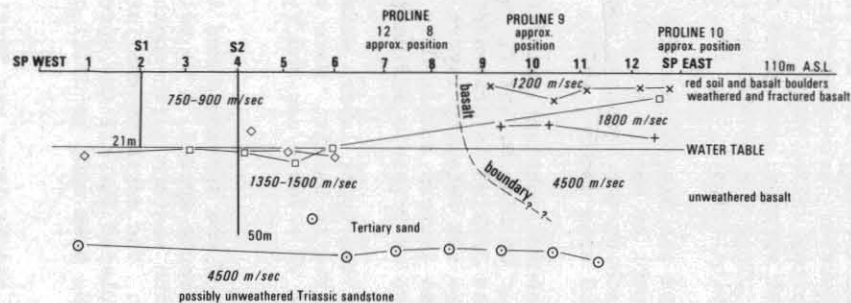 PROLINE
12 8
approx. position
PROLINE 9
approx.
position
PROLINE 10
approx. position
S1
S2
SP WEST 1 2 3 4 5 6 7 8 9 10 11 12 SP EAST 110m A.S.L.
750-900 m/sec
basalt
1200 m/sec
red soil and basalt boulders
weathered and fractured basalt
1800 m/sec
21m
WATER TABLE
1350-1500 m/sec
boundary
? ?
4500 m/sec
unweathered basalt
50m
Tertiary sand
4500 m/sec
possibly unweathered Triassic sandstone